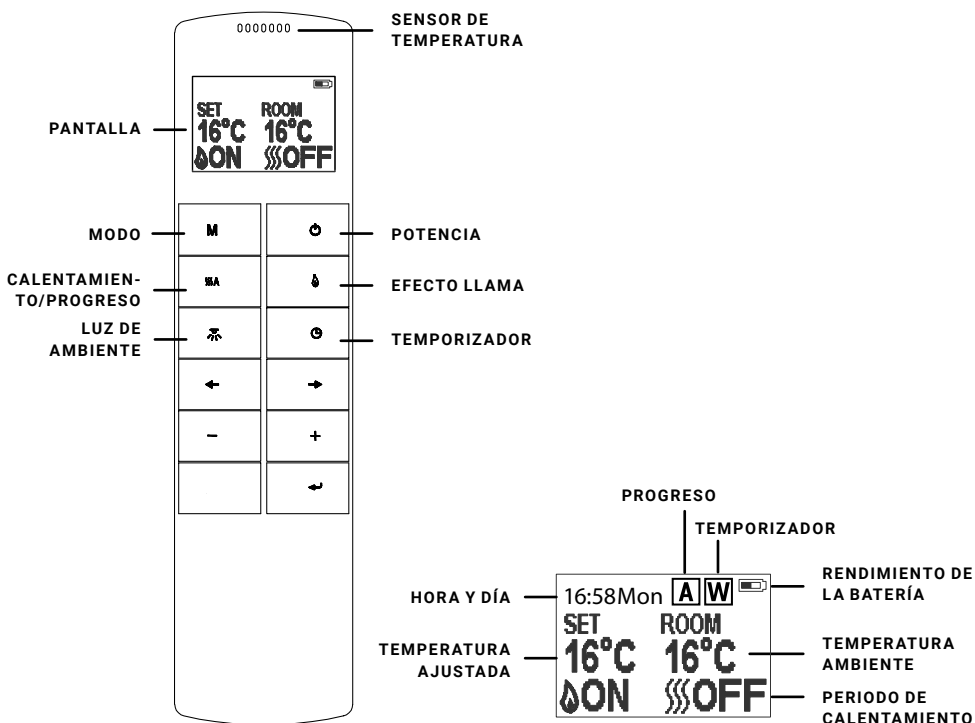 SENSOR DE
TEMPERATURA
PANTALLA
SET ROOM
16°C 16°C
ON OFF
MODO
M
POTENCIA
CALENTAMIEN-
TO/PROGRESO
A
EFECTO LLAMA
LUZ DE
AMBIENTE
TEMPORIZADOR
-
+
PROGRESO
TEMPORIZADOR
HORA Y DÍA
16:58Mon A W
RENDIMIENTO DE
LA BATERÍA
TEMPERATURA
AJUSTADA
SET ROOM
16°C 16°C
ON OFF
TEMPERATURA
AMBIENTE
PERIODO DE
CALENTAMIENTO